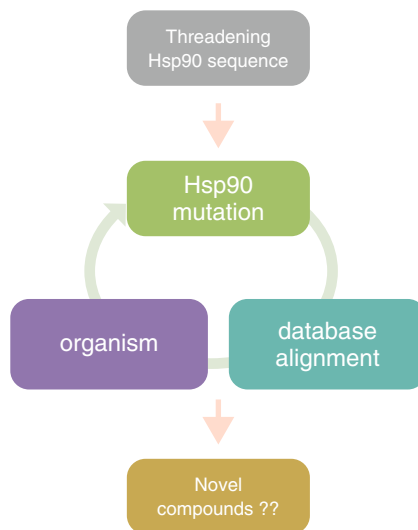 Threadening
Hsp90 sequence
Hsp90
mutation
organism
database
alignment
Novel
compounds ??